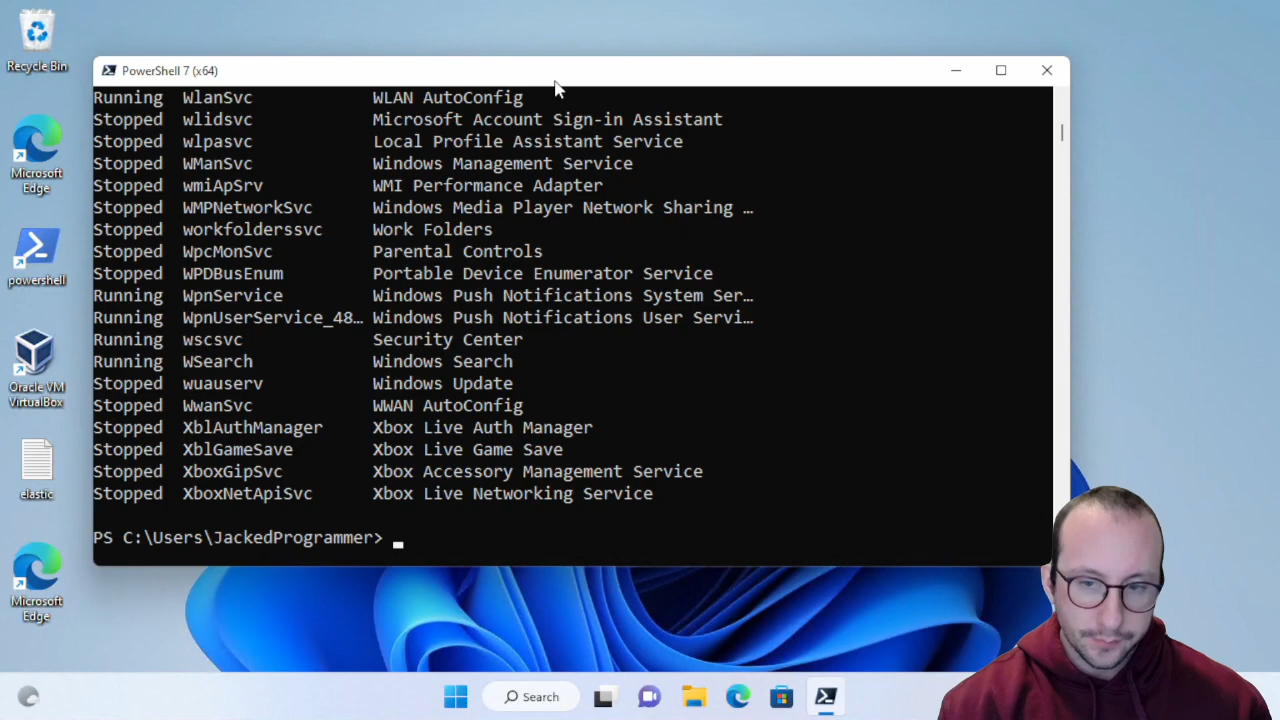 Recycle Bin
Microsoft
Edge
powershell
Oracle VM
VirtualBox
elastic
Microsoft
Edge
PowerShell 7 (x64)
Running WlanSvc WLAN AutoConfig
Stopped wlidsvc Microsoft Account Sign-in Assistant
Stopped wlpasvc Local Profile Assistant Service
Stopped WManSvc Windows Management Service
Stopped wmiApSrv WMI Performance Adapter
Stopped WMPNetworkSvc Windows Media Player Network Sharing …
Stopped workfolderssvc Work Folders
Stopped WpcMonSvc Parental Controls
Stopped WPDBusEnum Portable Device Enumerator Service
Running WpnService Windows Push Notifications System Ser…
Running WpnUserService_48… Windows Push Notifications User Servi…
Running wscsvc Security Center
Running WSearch Windows Search
Stopped wuauserv Windows Update
Stopped WwanSvc WWAN AutoConfig
Stopped XblAuthManager Xbox Live Auth Manager
Stopped XblGameSave Xbox Live Game Save
Stopped XboxGipSvc Xbox Accessory Management Service
Stopped XboxNetApiSvc Xbox Live Networking Service
PS C:\Users\JackedProgrammer>
Search